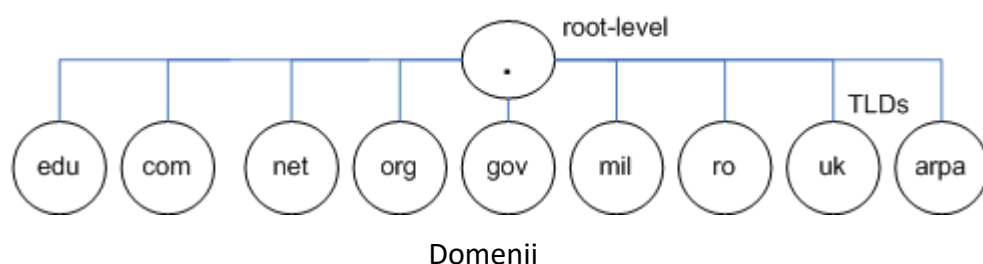 root-level
.
TLDs
edu com net org gov mil ro uk arpa
Domenii